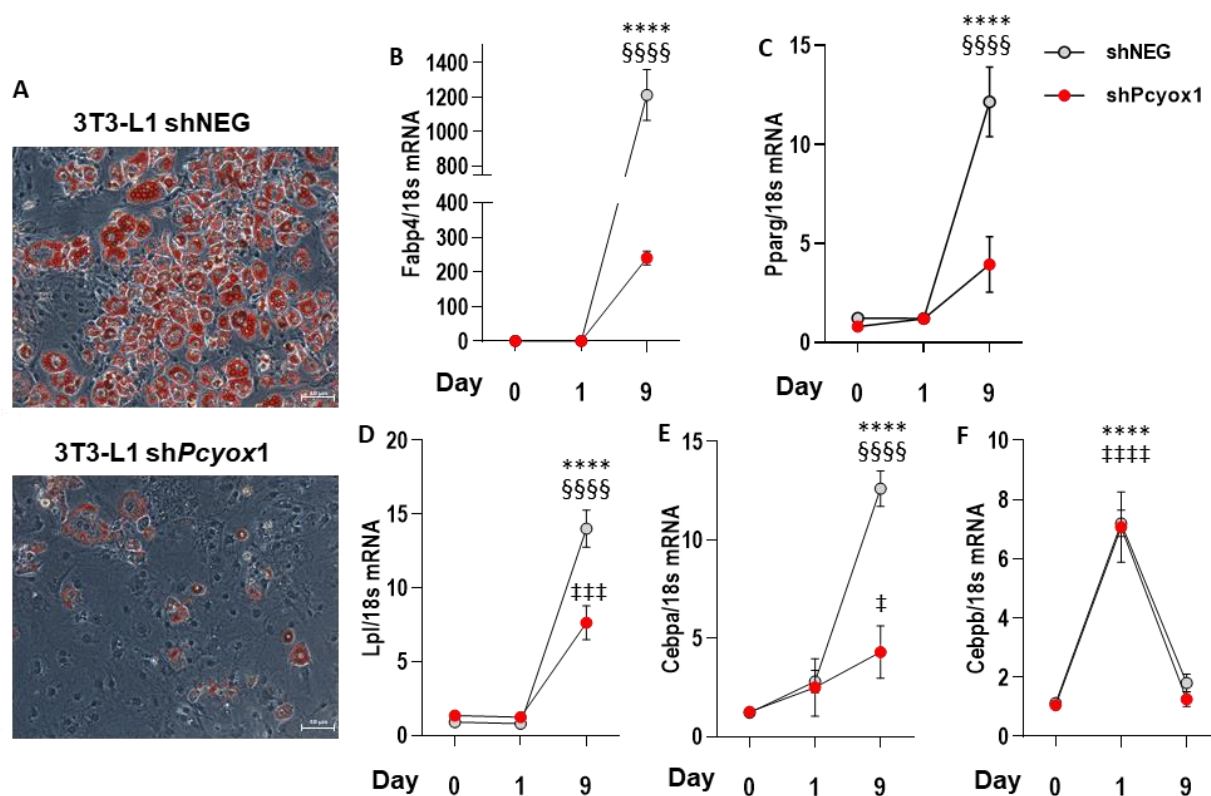 A
3T3-L1 shNEG
50 µm
3T3-L1 shPcyox1
B
Fabp4/18s mRNA
1400
1200
1000
800
600
400
300
200
100
0
****
§§§§
Day 0 1 9
C
Pparg/18s mRNA
15
10
5
0
****
§§§§
Day 0 1 9
shNEG
shPcyox1
D
Lpl/18s mRNA
20
15
10
5
0
****
§§§§
‡‡‡
Day 0 1 9
E
Cebpa/18s mRNA
15
10
5
0
****
§§§§
‡
Day 0 1 9
F
Cebpb/18s mRNA
10
8
6
4
2
0
****
‡‡‡‡
Day 0 1 9